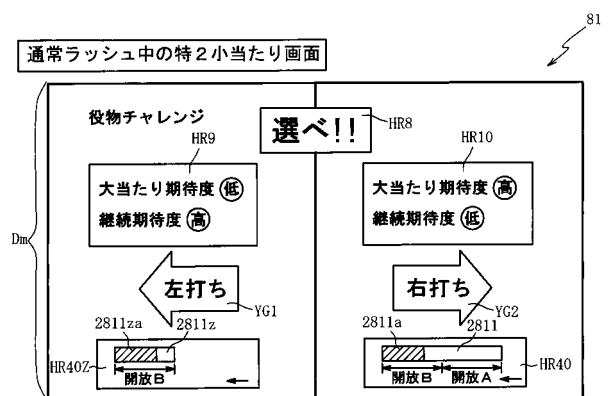 81
通常ラッシュ中の特2小当たり画面
役物チャレンジ
選べ!!
HR8
HR9
HR10
大当たり期待度 低
継続期待度 高
大当たり期待度 高
継続期待度 低
Dm
左打ち
右打ち
YG1
YG2
2811za
2811z
2811a
2811
HR40Z
開放B
開放B
開放A
HR40